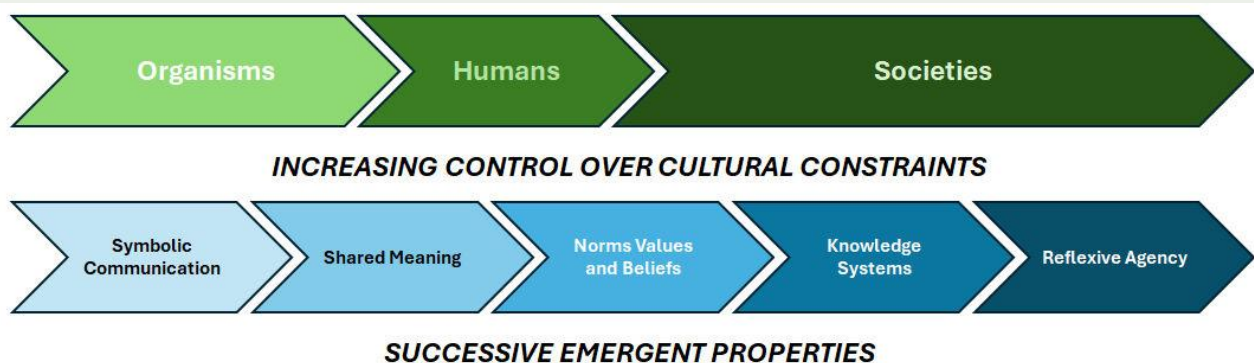 Organisms
Humans
Societies
INCREASING CONTROL OVER CULTURAL CONSTRAINTS
Symbolic
Communication
Shared Meaning
Norms Values
and Beliefs
Knowledge
Systems
Reflexive Agency
SUCCESSIVE EMERGENT PROPERTIES